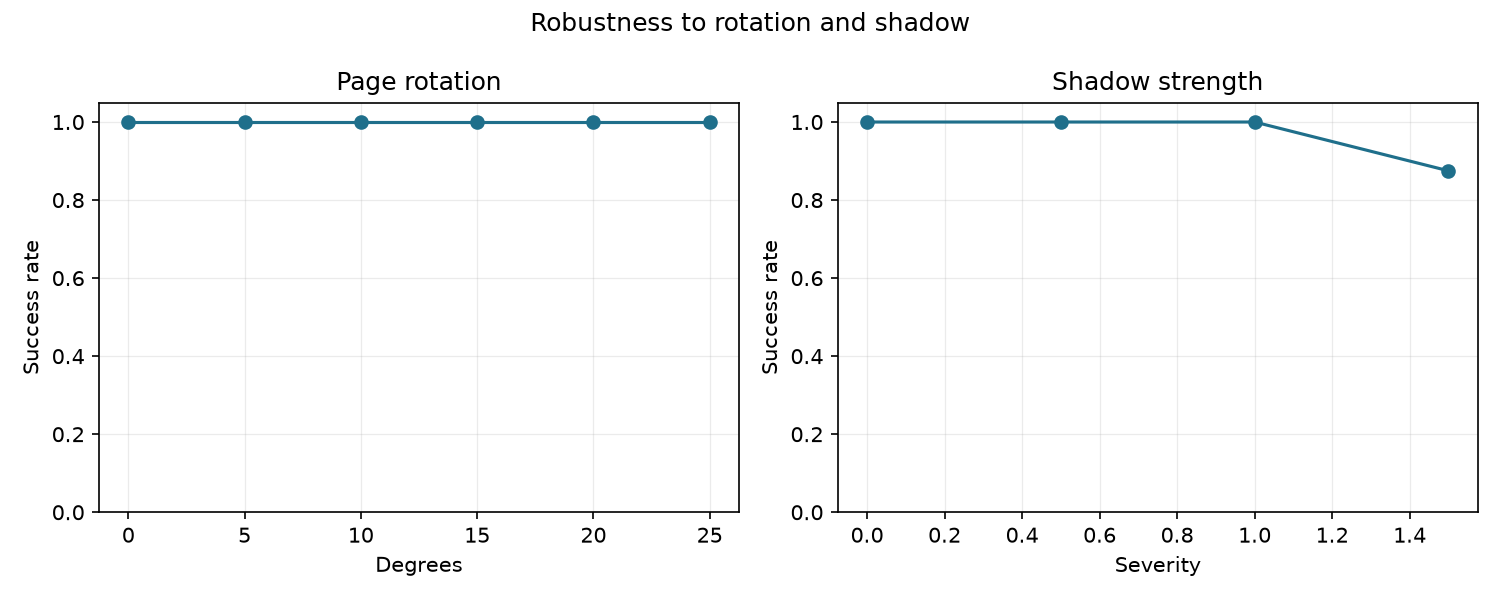 Robustness to rotation and shadow
Page rotation
1.0
0.8
0.6
0.4
0.2
0.0
Success rate
0 5 10 15 20 25
Degrees
Shadow strength
1.0
0.8
0.6
0.4
0.2
0.0
Success rate
0.0 0.2 0.4 0.6 0.8 1.0 1.2 1.4
Severity